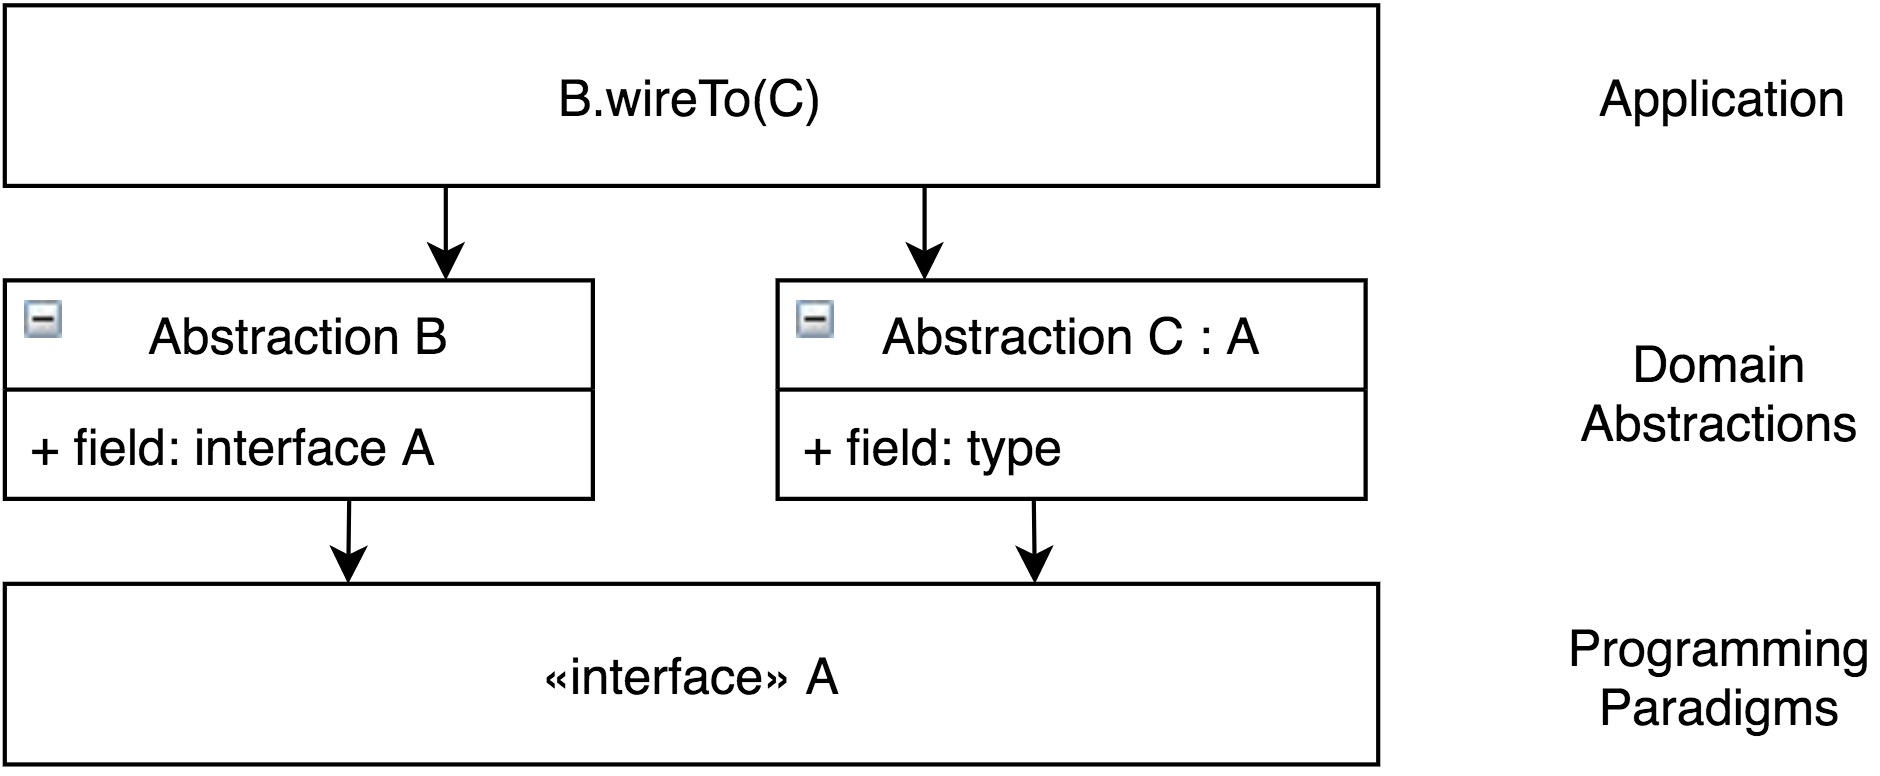 B.wireTo(C)
Application
Abstraction B
Abstraction C : A
+ field: interface A
+ field: type
Domain
Abstractions
«interface» A
Programming
Paradigms